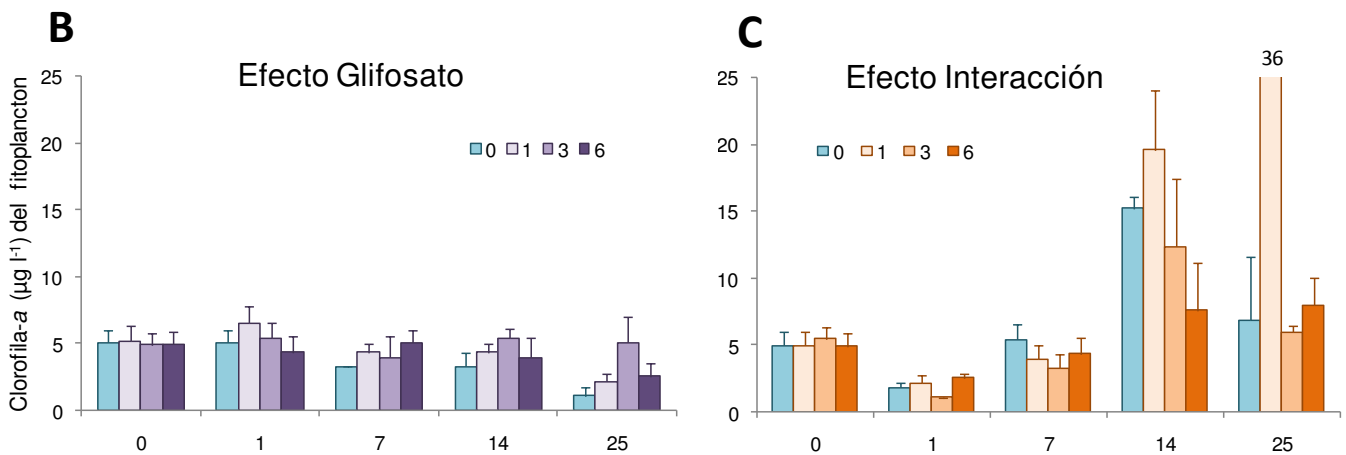 B
Efecto Glifosato
Clorofila-a (µg l⁻¹) del fitoplancton
25
20
15
10
5
0
0 1 3 6
0 1 7 14 25
C
Efecto Interacción
36
25
20
15
10
5
0
0 1 3 6
0 1 7 14 25